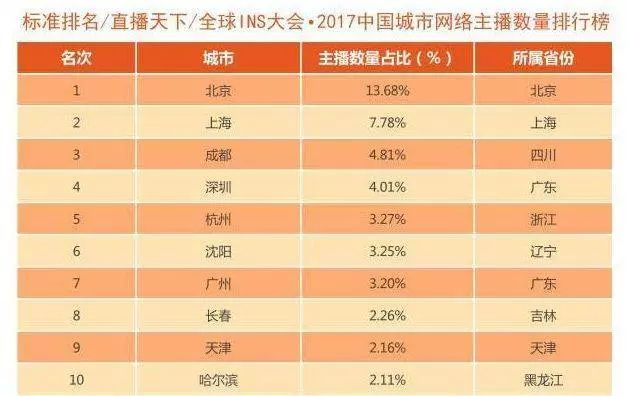 标准排名/直播天下/全球INS大会•2017中国城市网络主播数量排行榜
名次 城市 主播数量占比(%) 所属省份
1 北京 13.68% 北京
2 上海 7.78% 上海
3 成都 4.81% 四川
4 深圳 4.01% 广东
5 杭州 3.27% 浙江
6 沈阳 3.25% 辽宁
7 广州 3.20% 广东
8 长春 2.26% 吉林
9 天津 2.16% 天津
10 哈尔滨 2.11% 黑龙江